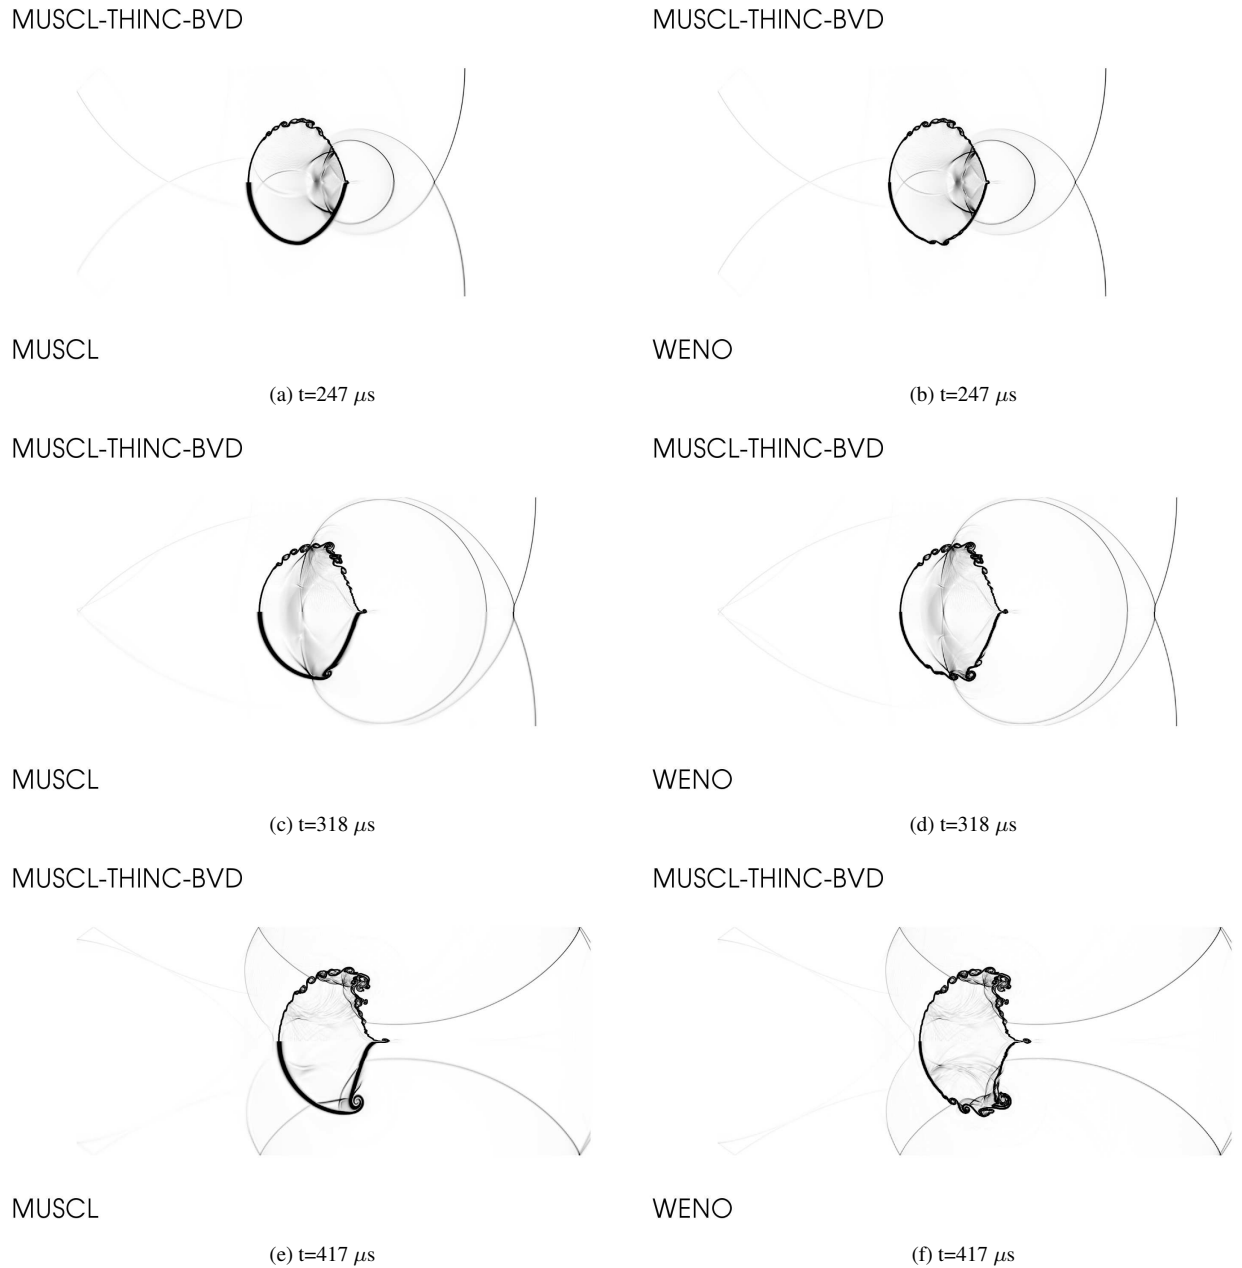 MUSCL-THINC-BVD
MUSCL-THINC-BVD
MUSCL
WENO
(a) t=247 μs
(b) t=247 μs
MUSCL-THINC-BVD
MUSCL-THINC-BVD
MUSCL
WENO
(c) t=318 μs
(d) t=318 μs
MUSCL-THINC-BVD
MUSCL-THINC-BVD
MUSCL
WENO
(e) t=417 μs
(f) t=417 μs